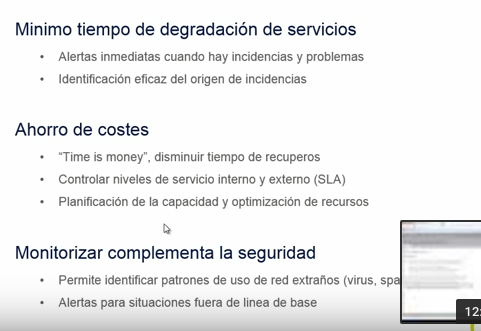 Minimo tiempo de degradación de servicios
• Alertas inmediatas cuando hay incidencias y problemas
• Identificación eficaz del origen de incidencias
Ahorro de costes
• “Time is money”, disminuir tiempo de recuperos
• Controlar niveles de servicio interno y externo (SLA)
• Planificación de la capacidad y optimización de recursos
Monitorizar complementa la seguridad
• Permite identificar patrones de uso de red extraños (virus, spa
• Alertas para situaciones fuera de linea de base
12: